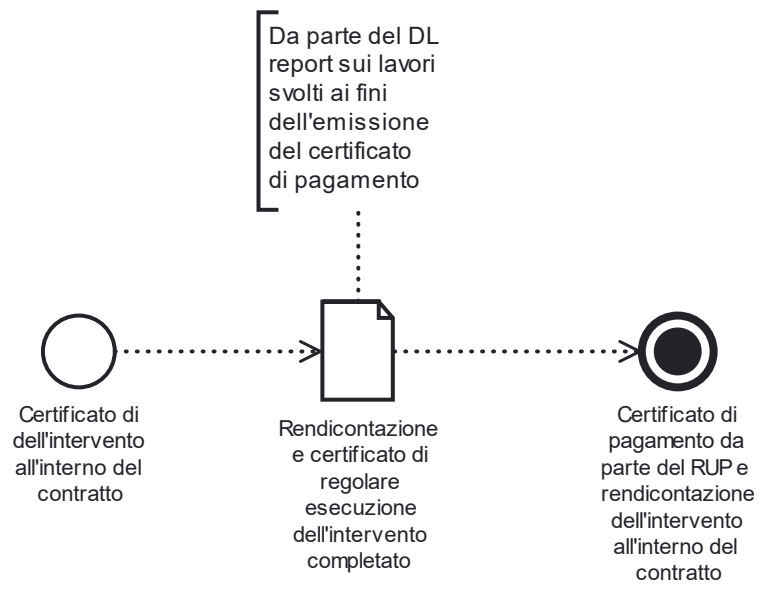 Da parte del DL
report sui lavori
svolti ai fini
dell'emissione
del certificato
di pagamento
Certificato di
dell'intervento
all'interno del
contratto
Rendicontazione
e certificato di
regolare
esecuzione
dell'intervento
completato
Certificato di
pagamento da
parte del RUP e
rendicontazione
dell'intervento
all'interno del
contratto